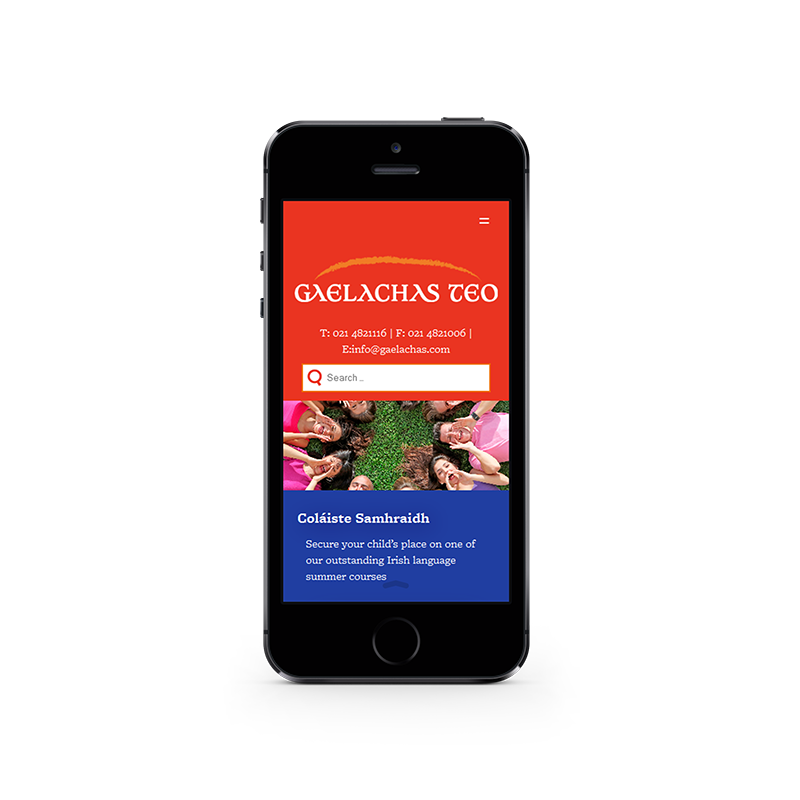 GAELACHAS TEO
T: 021 4821116 | F: 021 4821006 |
E:info@gaelachas.com
Search ...
Coláiste Samhraidh
Secure your child's place on one of
our outstanding Irish language
summer courses